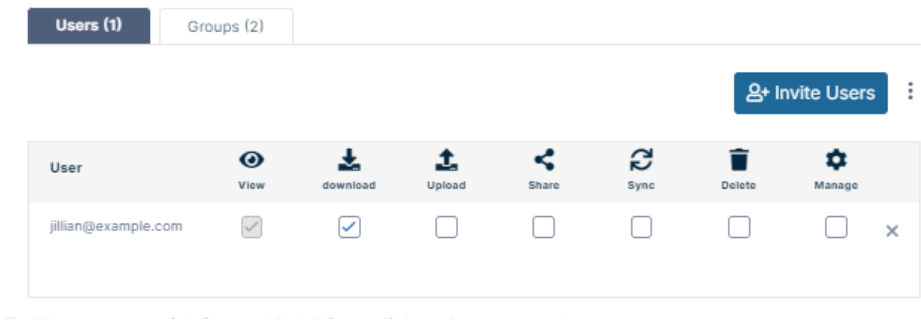 Users (1) Groups (2)
Invite Users
User View download Upload Share Sync Delete Manage
jillian@example.com